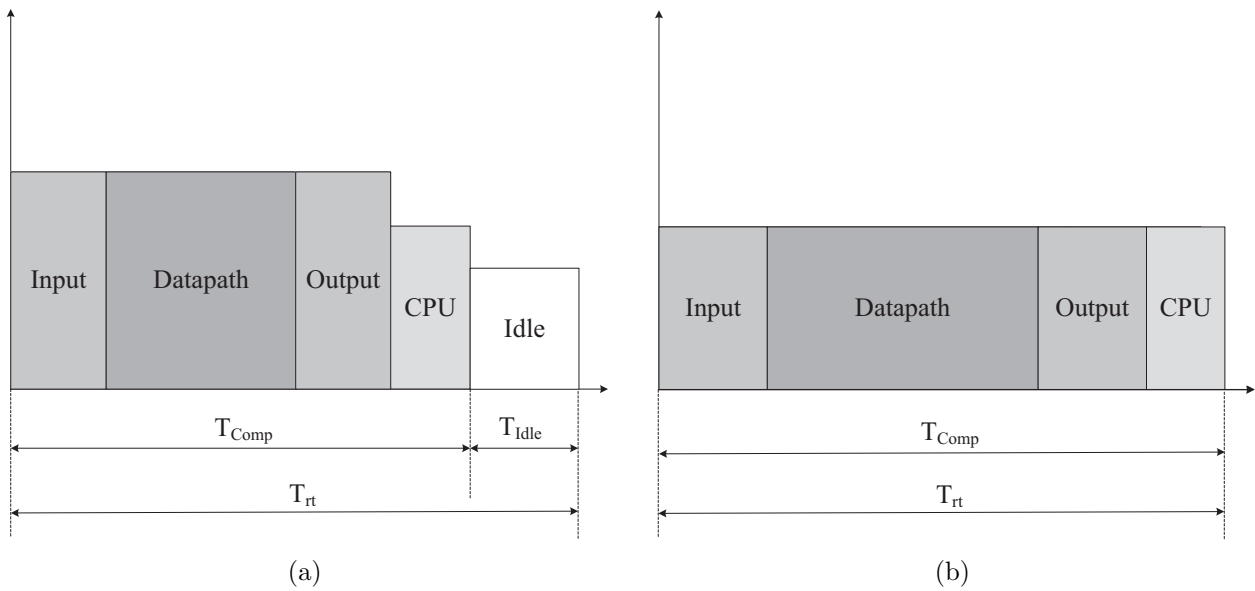 Input
Datapath
Output
CPU
Idle
T_Comp
T_Idle
T_rt
(a)
Input
Datapath
Output
CPU
T_Comp
T_rt
(b)